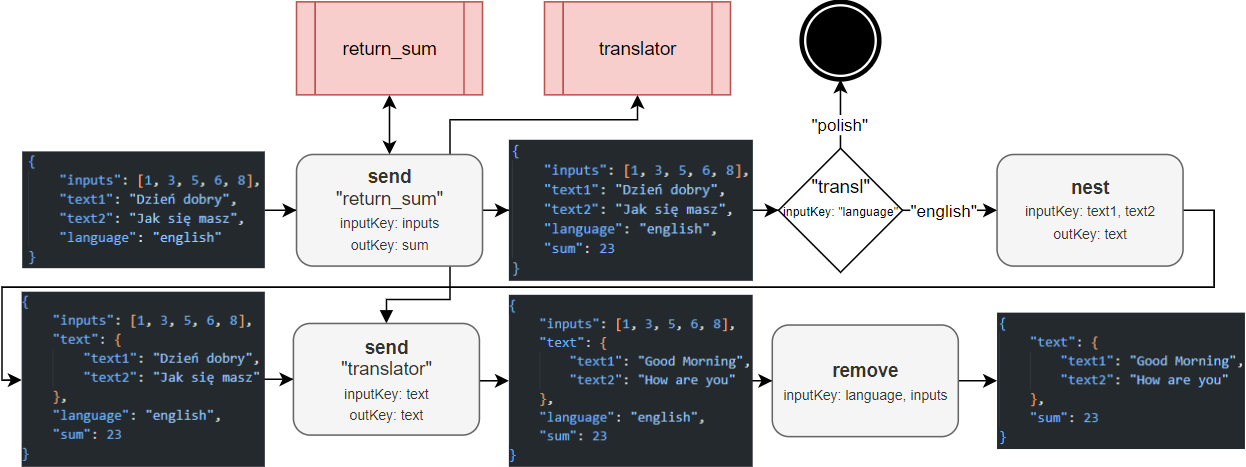 return_sum
translator
{
"inputs": [1, 3, 5, 6, 8],
"text1": "Dzień dobry",
"text2": "Jak się masz",
"language": "english"
}
send
"return_sum"
inputKey: inputs
outKey: sum
{
"inputs": [1, 3, 5, 6, 8],
"text1": "Dzień dobry",
"text2": "Jak się masz",
"language": "english",
"sum": 23
}
"polish"
"transl"
inputKey: "language"
"english"
nest
inputKey: text1, text2
outKey: text
{
"inputs": [1, 3, 5, 6, 8],
"text": {
"text1": "Dzień dobry",
"text2": "Jak się masz"
},
"language": "english",
"sum": 23
}
send
"translator"
inputKey: text
outKey: text
{
"inputs": [1, 3, 5, 6, 8],
"text": {
"text1": "Good Morning",
"text2": "How are you"
},
"language": "english",
"sum": 23
}
remove
inputKey: language, inputs
{
"text": {
"text1": "Good Morning",
"text2": "How are you"
},
"sum": 23
}